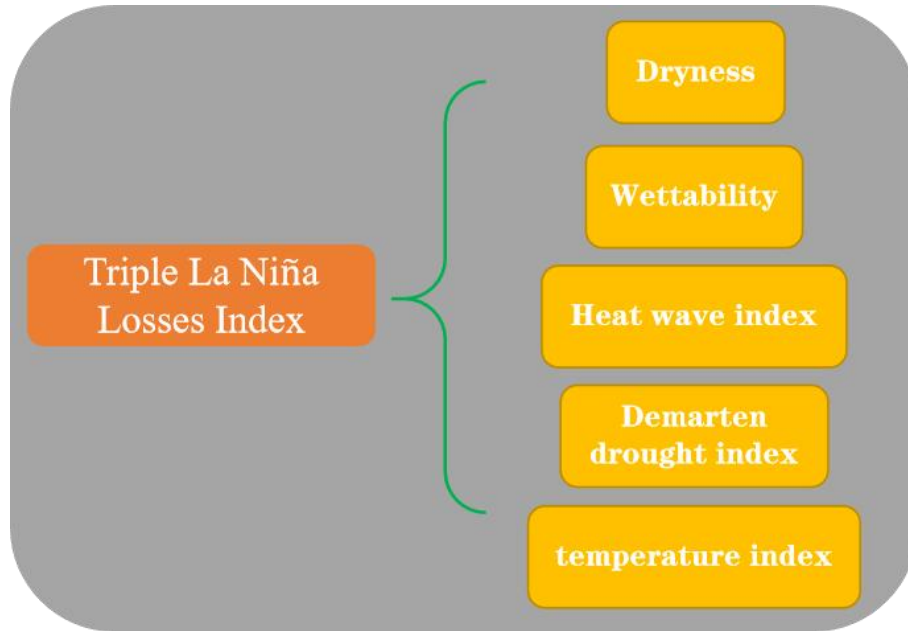 Dryness
Wettability
Triple La Niña
Losses Index
Heat wave index
Demarten
drought index
temperature index